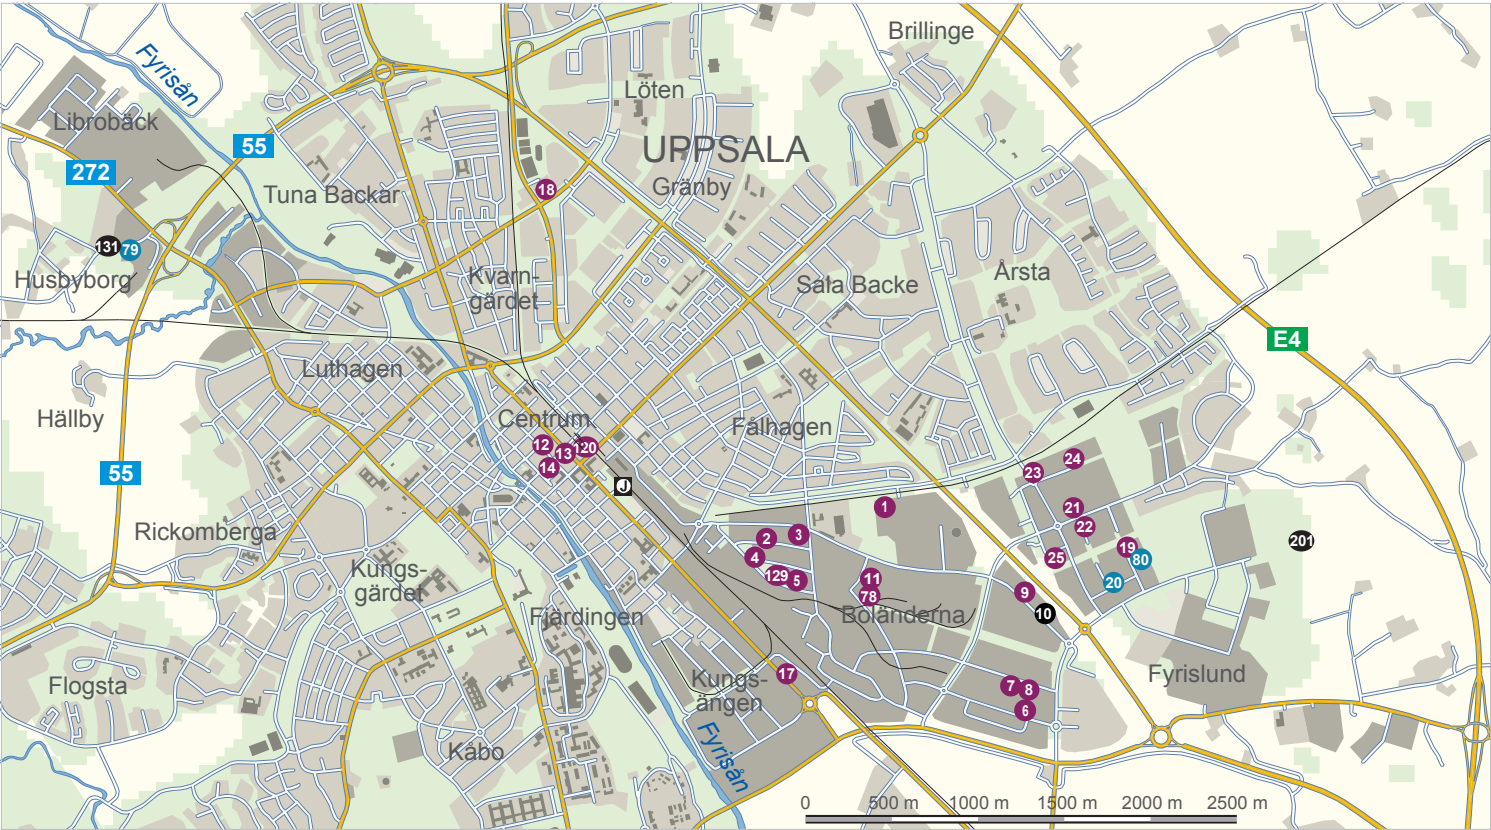 Brillinge
Fyrisån
Löten
Librobäck
55
UPPSALA
272
Gränby
Tuna Backar
18
131
79
Husbyborg
Kvarn-
gärdet
Sala Backe
Årsta
E4
Luthagen
Hällby
Centrum
Fålhagen
12
13
120
14
J
55
24
23
1
21
22
Rickomberga
2
3
201
4
19
80
25
Kungs-
gärdet
129
5
11
20
78
9
10
Fjärdingen
Boländerna
17
Kungs-
ängen
Fyrislund
Flogsta
7
8
6
Kåbo
Fyrisån
0
500 m
1000 m
1500 m
2000 m
2500 m